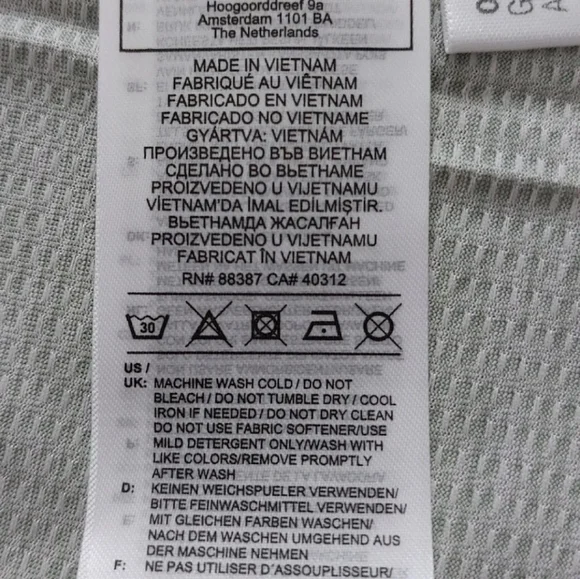 Hoogoorddreef 9a
Amsterdam 1101 BA
The Netherlands
MADE IN VIETNAM
FABRIQUÉ AU VIÊTNAM
FABRICADO EN VIETNAM
FABRICADO NO VIETNAME
GYÁRTVA: VIETNÁM
ПРОИЗВЕДЕНО ВЪВ ВИЕТНАМ
СДЕЛАНО ВО ВЬЕТНАМЕ
PROIZVEDENO U VIJETNAMU
VİETNAM'DA İMAL EDİLMİŞTİR.
ВЬЕТНАМДА ЖАСАЛҒАН
PROIZVEDENO U VIJETNAMU
FABRICAT ÎN VIETNAM
RN# 88387 CA# 40312
30
US /
UK: MACHINE WASH COLD / DO NOT
BLEACH / DO NOT TUMBLE DRY / COOL
IRON IF NEEDED / DO NOT DRY CLEAN
DO NOT USE FABRIC SOFTENER/USE
MILD DETERGENT ONLY/WASH WITH
LIKE COLORS/REMOVE PROMPTLY
AFTER WASH
D: KEINEN WEICHSPUELER VERWENDEN/
BITTE FEINWASCHMITTEL VERWENDEN/
MIT GLEICHEN FARBEN WASCHEN/
NACH DEM WASCHEN UMGEHEND AUS
DER MASCHINE NEHMEN
F: NE PAS UTILISER D'ASSOUPLISSEUR/